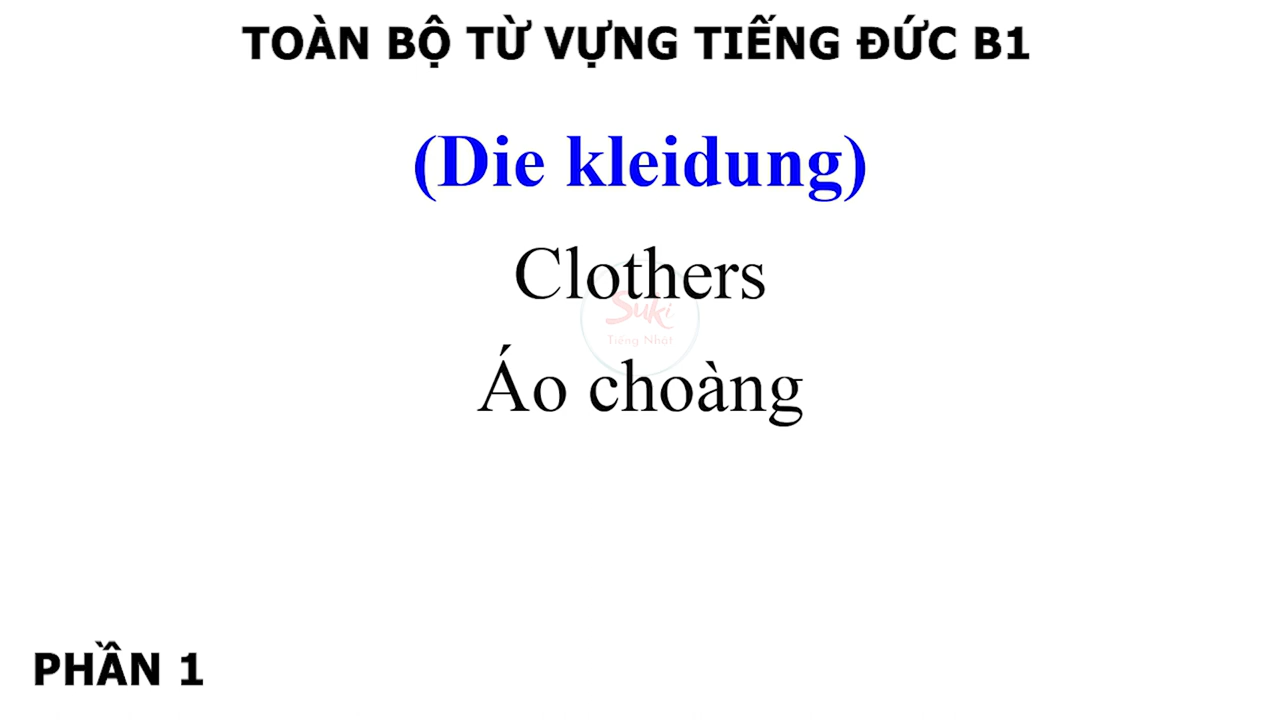 TOÀN BỘ TỪ VỰNG TIẾNG ĐỨC B1
(Die kleidung)
Clothers
Suki
Tiếng Nhật
Áo choàng
PHẦN 1